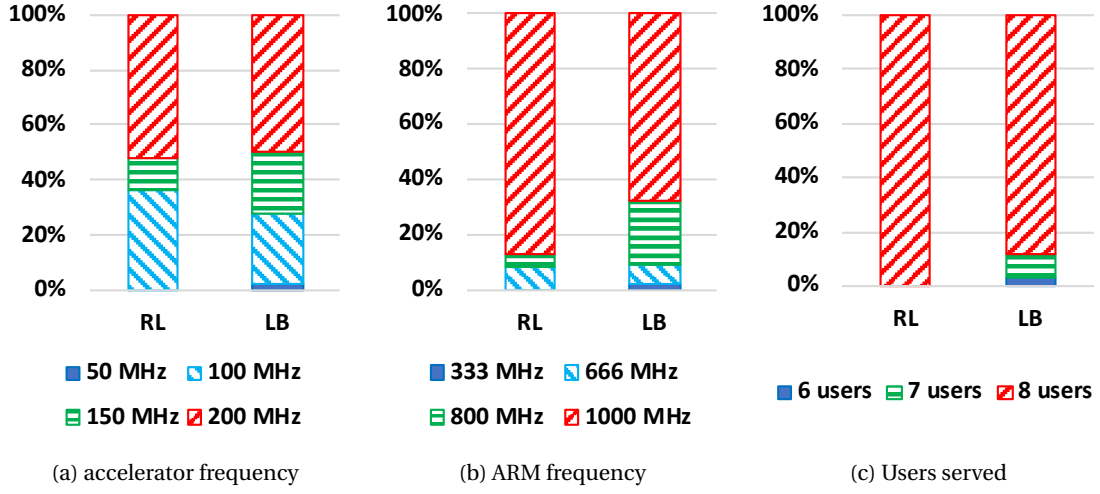 100%
80%
60%
40%
20%
0%
RL LB
50 MHz 100 MHz
150 MHz 200 MHz
(a) accelerator frequency
100%
80%
60%
40%
20%
0%
RL LB
333 MHz 666 MHz
800 MHz 1000 MHz
(b) ARM frequency
100%
80%
60%
40%
20%
0%
RL LB
6 users 7 users 8 users
(c) Users served